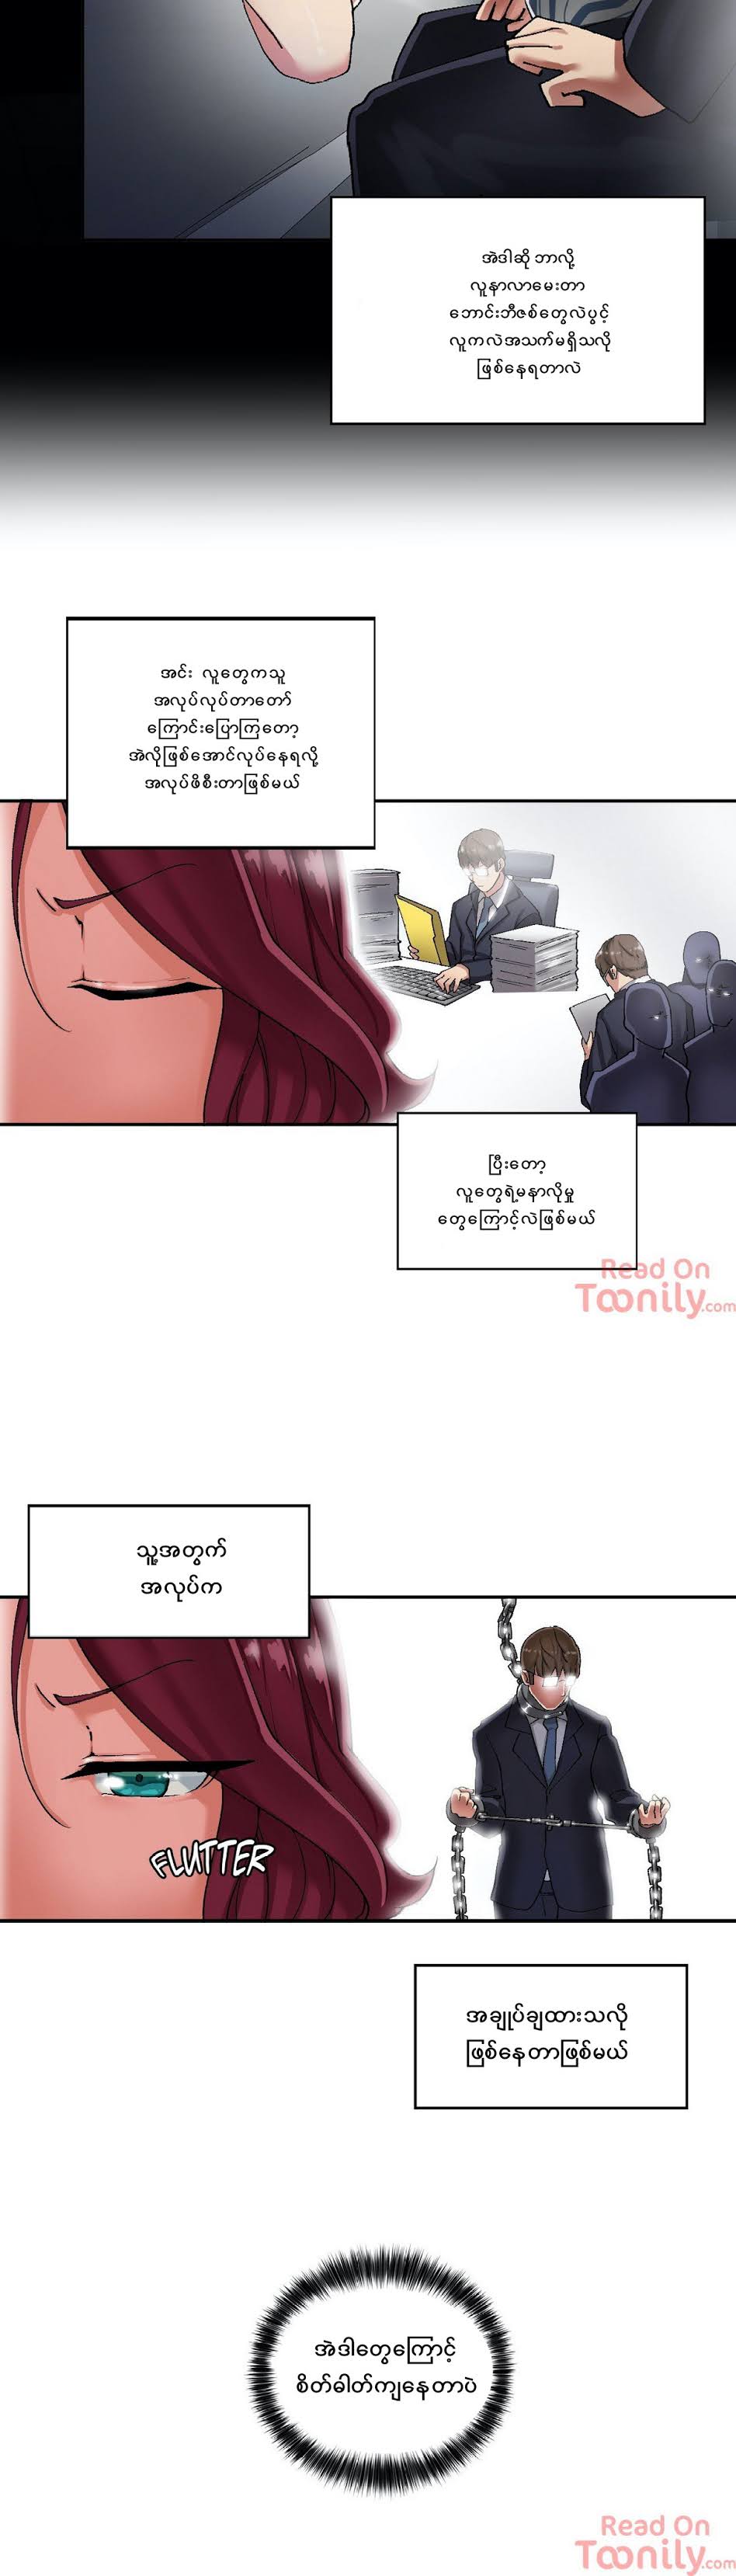 အဲဒါဆို ဘာလို့
လူနာလာမေးတာ
ဘောင်းဘီဇစ်တွေလဲပွင့်
လူကလဲအသက်မရှိသလို
ဖြစ်နေရတာလဲ
အင်း လူတွေကသူ
အလုပ်လုပ်တာတော်
ကြောင်းပြောကြတော့
အဲလိုဖြစ်အောင်လုပ်နေရလို့
အလုပ်ဖိစီးတာဖြစ်မယ်
ပြီးတော့
လူတွေရဲ့မနာလိုမှု
တွေကြောင့်လဲဖြစ်မယ်
Read On
Toonily.com
သူ့အတွက်
အလုပ်က
FLUTTER
အချုပ်ချထားသလို
ဖြစ်နေတာဖြစ်မယ်
အဲဒါတွေကြောင့်
စိတ်ဓါတ်ကျနေတာပဲ
Read On
Toonily.com